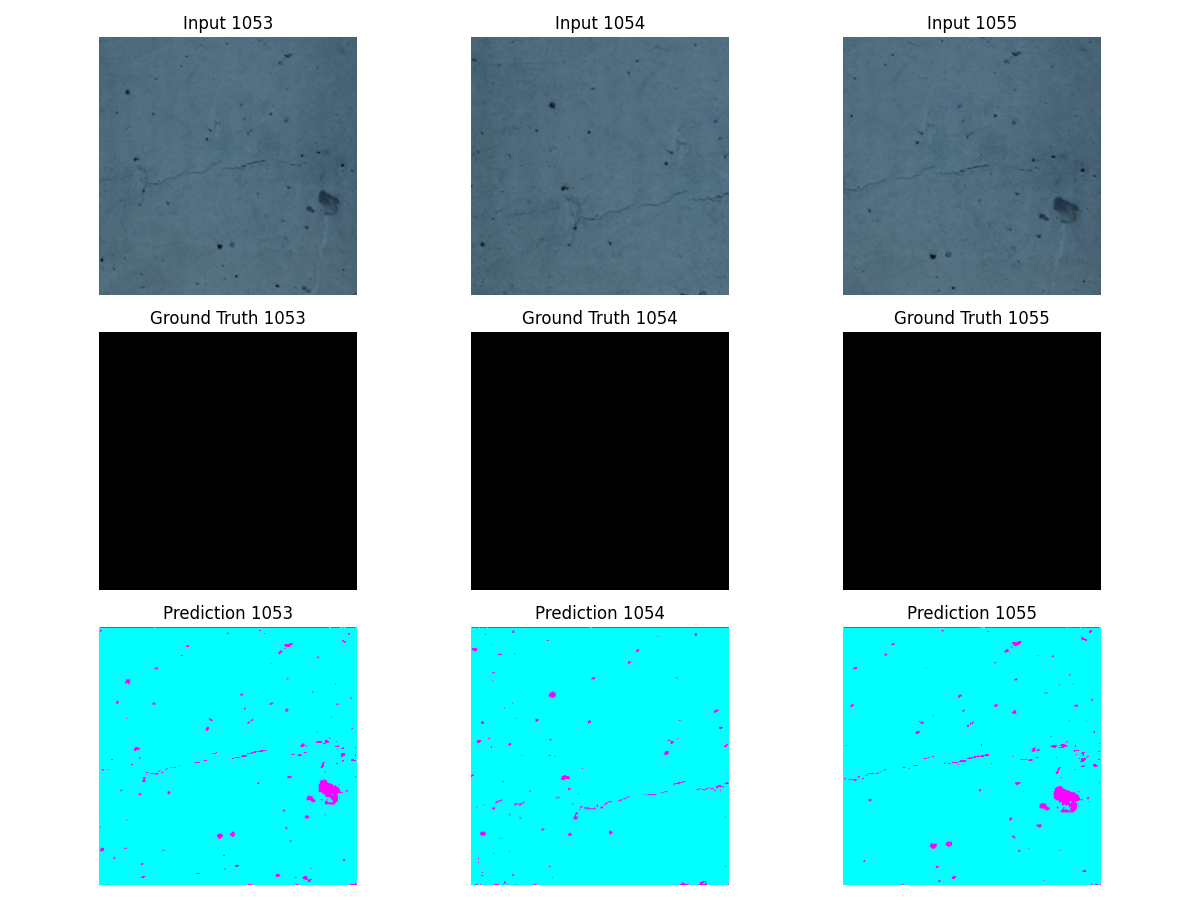 Input 1053
Input 1054
Input 1055
Ground Truth 1053
Ground Truth 1054
Ground Truth 1055
Prediction 1053
Prediction 1054
Prediction 1055